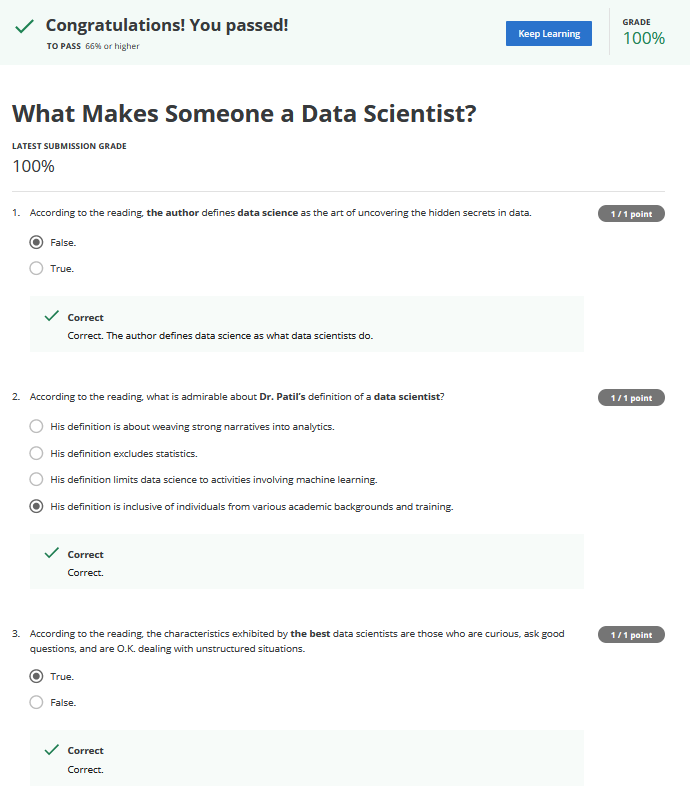 Congratulations! You passed!
TO PASS 66% or higher
Keep Learning
GRADE
100%
What Makes Someone a Data Scientist?
LATEST SUBMISSION GRADE
100%
1. According to the reading, the author defines data science as the art of uncovering the hidden secrets in data.
1 / 1 point
False.
True.
Correct
Correct. The author defines data science as what data scientists do.
2. According to the reading, what is admirable about Dr. Patil's definition of a data scientist?
1 / 1 point
His definition is about weaving strong narratives into analytics.
His definition excludes statistics.
His definition limits data science to activities involving machine learning.
His definition is inclusive of individuals from various academic backgrounds and training.
Correct
Correct.
3. According to the reading, the characteristics exhibited by the best data scientists are those who are curious, ask good
questions, and are O.K. dealing with unstructured situations.
1 / 1 point
True.
False.
Correct
Correct.